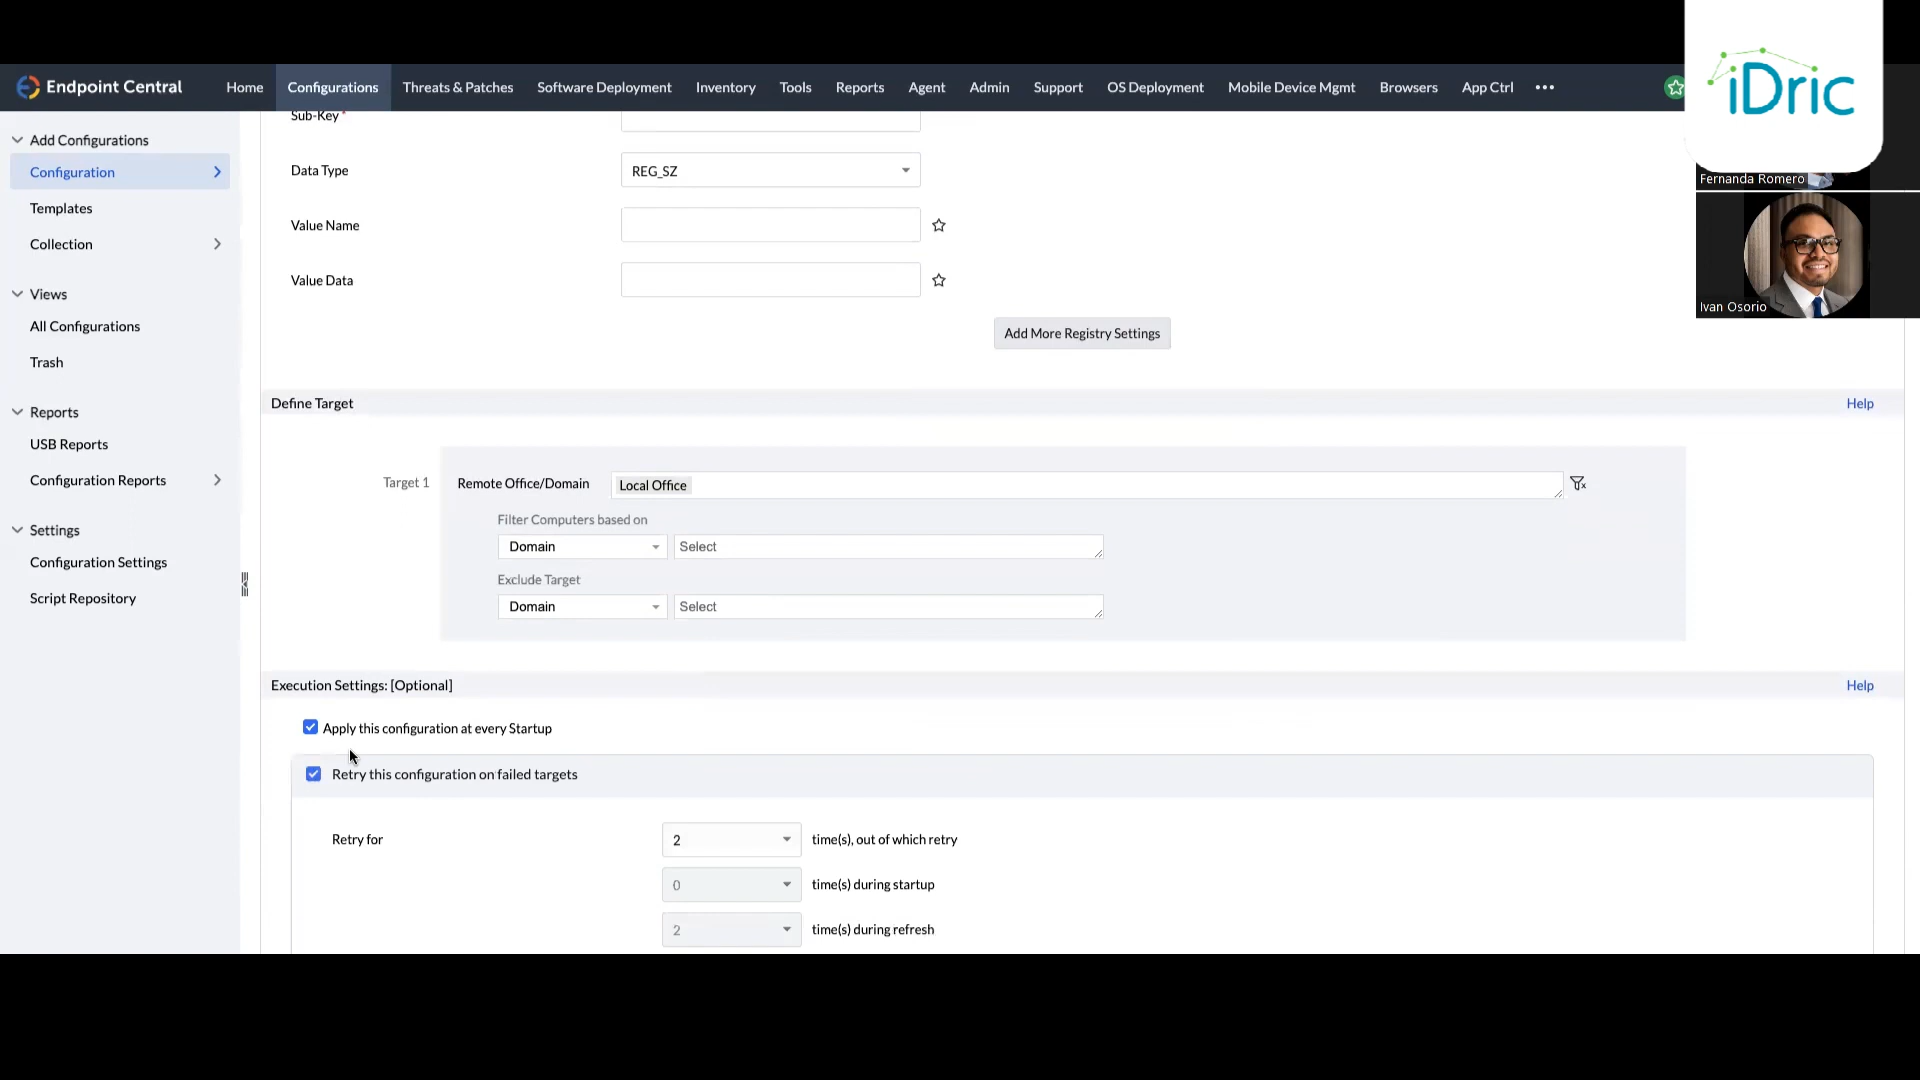 iDric
Endpoint Central
Home
Configurations
Threats & Patches
Software Deployment
Inventory
Tools
Reports
Agent
Admin
Support
OS Deployment
Mobile Device Mgmt
Browsers
App Ctrl
Fernanda Romero
Ivan Osorio
Add Configurations
Configuration
Templates
Collection
Views
All Configurations
Trash
Reports
USB Reports
Configuration Reports
Settings
Configuration Settings
Script Repository
Sub-Key *
Data Type
REG_SZ
Value Name
Value Data
Add More Registry Settings
Define Target
Help
Target 1
Remote Office/Domain
Local Office
Filter Computers based on
Domain
Select
Exclude Target
Domain
Select
Execution Settings: [Optional]
Help
Apply this configuration at every Startup
Retry this configuration on failed targets
Retry for
2
time(s), out of which retry
0
time(s) during startup
2
time(s) during refresh